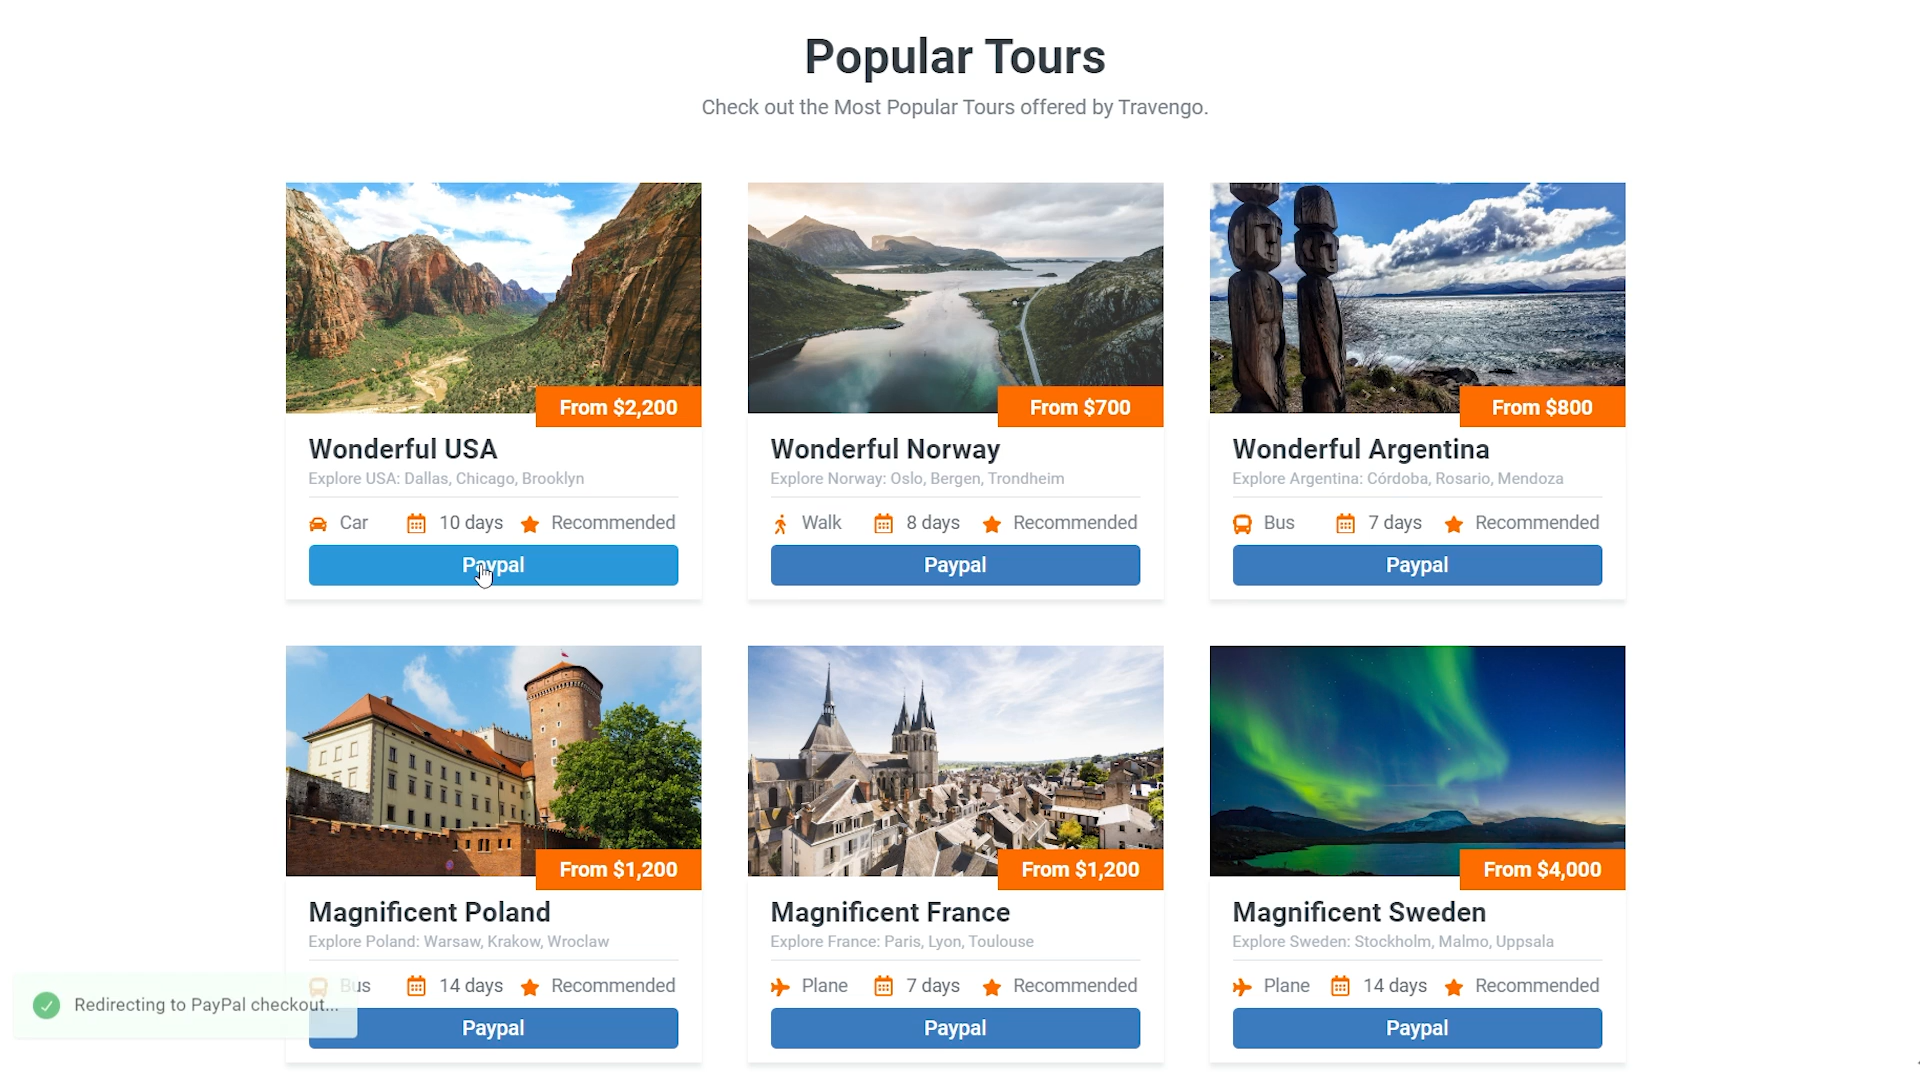 Popular Tours
Check out the Most Popular Tours offered by Travengo.
From $2,200
Wonderful USA
Explore USA: Dallas, Chicago, Brooklyn
Car 10 days Recommended
Paypal
From $700
Wonderful Norway
Explore Norway: Oslo, Bergen, Trondheim
Walk 8 days Recommended
Paypal
From $800
Wonderful Argentina
Explore Argentina: Córdoba, Rosario, Mendoza
Bus 7 days Recommended
Paypal
From $1,200
Magnificent Poland
Explore Poland: Warsaw, Krakow, Wroclaw
Bus 14 days Recommended
Paypal
From $1,200
Magnificent France
Explore France: Paris, Lyon, Toulouse
Plane 7 days Recommended
Paypal
From $4,000
Magnificent Sweden
Explore Sweden: Stockholm, Malmo, Uppsala
Plane 14 days Recommended
Paypal
Redirecting to PayPal checkout...